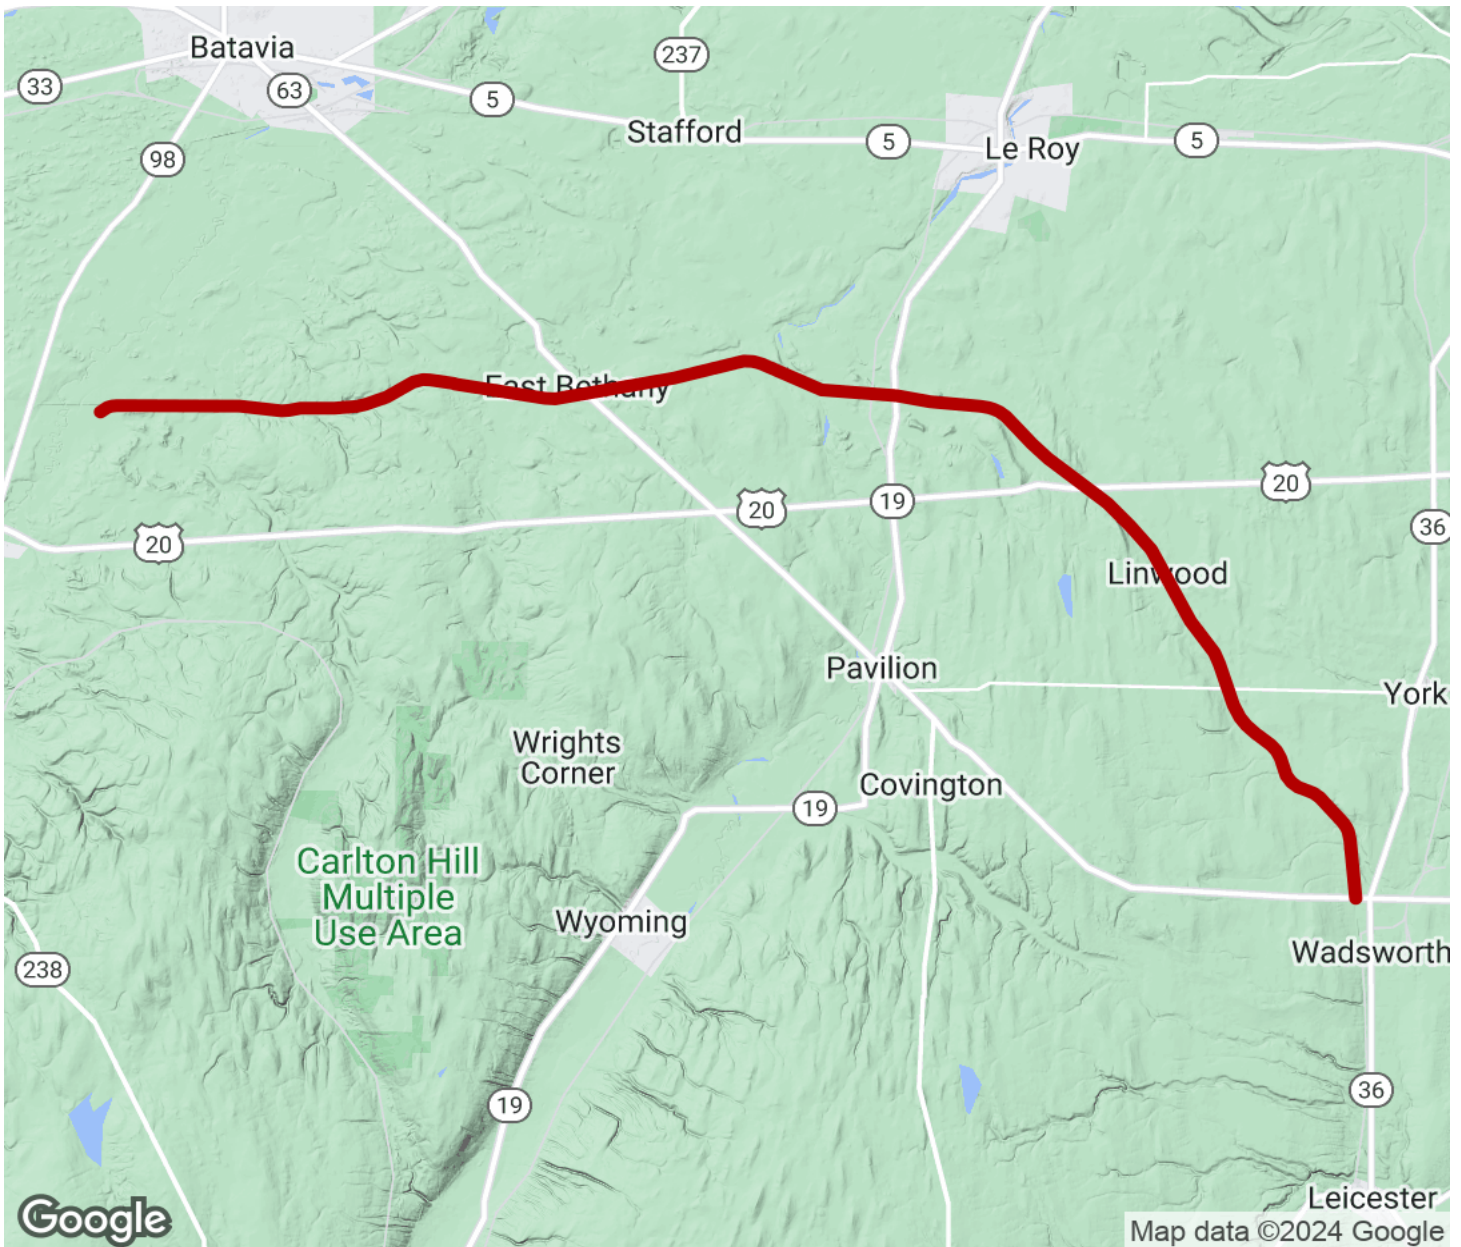 Batavia
237
33
63
5
Stafford
5
Le Roy
5
98
East Bethany
20
19
20
20
36
Linwood
Pavilion
York
Wrights
Corner
Covington
19
Carlton Hill
Multiple
Use Area
Wyoming
238
Wadsworth
19
36
Leicester
Google
Map data ©2024 Google